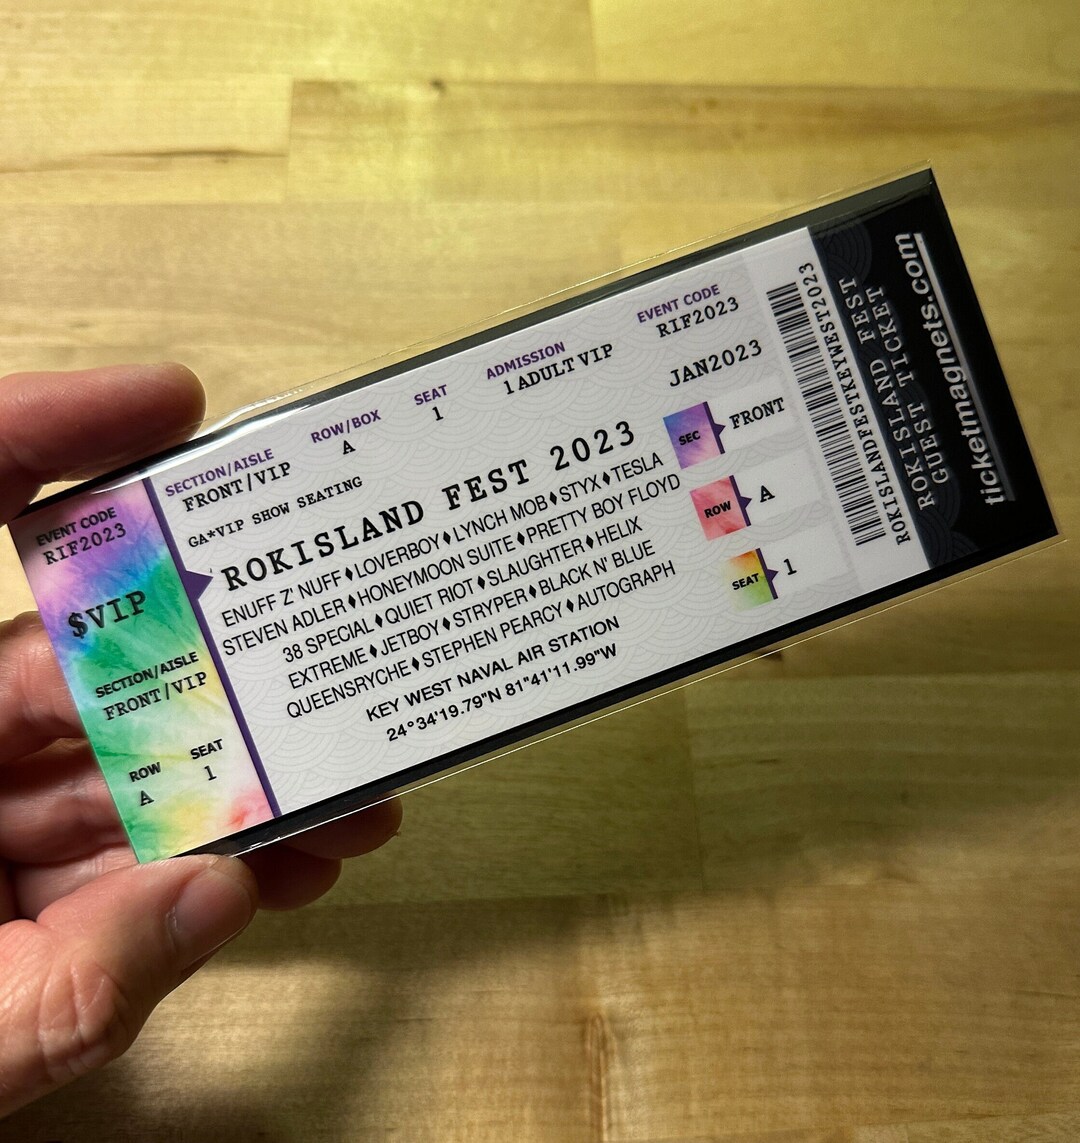 EVENT CODE
RIF2023
$VIP
SECTION/AISLE
FRONT/VIP
ROW SEAT
A 1
SECTION/AISLE ROW/BOX SEAT ADMISSION EVENT CODE
FRONT/VIP A 1 1 ADULT VIP RIF2023
GA*VIP SHOW SEATING JAN2023
ROKISLAND FEST 2023
ENUFF Z' NUFF♦LOVERBOY♦LYNCH MOB♦STYX♦TESLA
STEVEN ADLER♦HONEYMOON SUITE♦PRETTY BOY FLOYD
38 SPECIAL♦QUIET RIOT♦SLAUGHTER♦HELIX
EXTREME♦JETBOY♦STRYPER♦BLACK N' BLUE
QUEENSRYCHE♦STEPHEN PEARCY♦AUTOGRAPH
KEY WEST NAVAL AIR STATION
24°34'19.79"N 81°41'11.99"W
SEC FRONT
ROW A
SEAT 1
ROKISLANDFESTKEYWEST2023
ROKISLAND FEST
GUEST TICKET
ticketmagnets.com